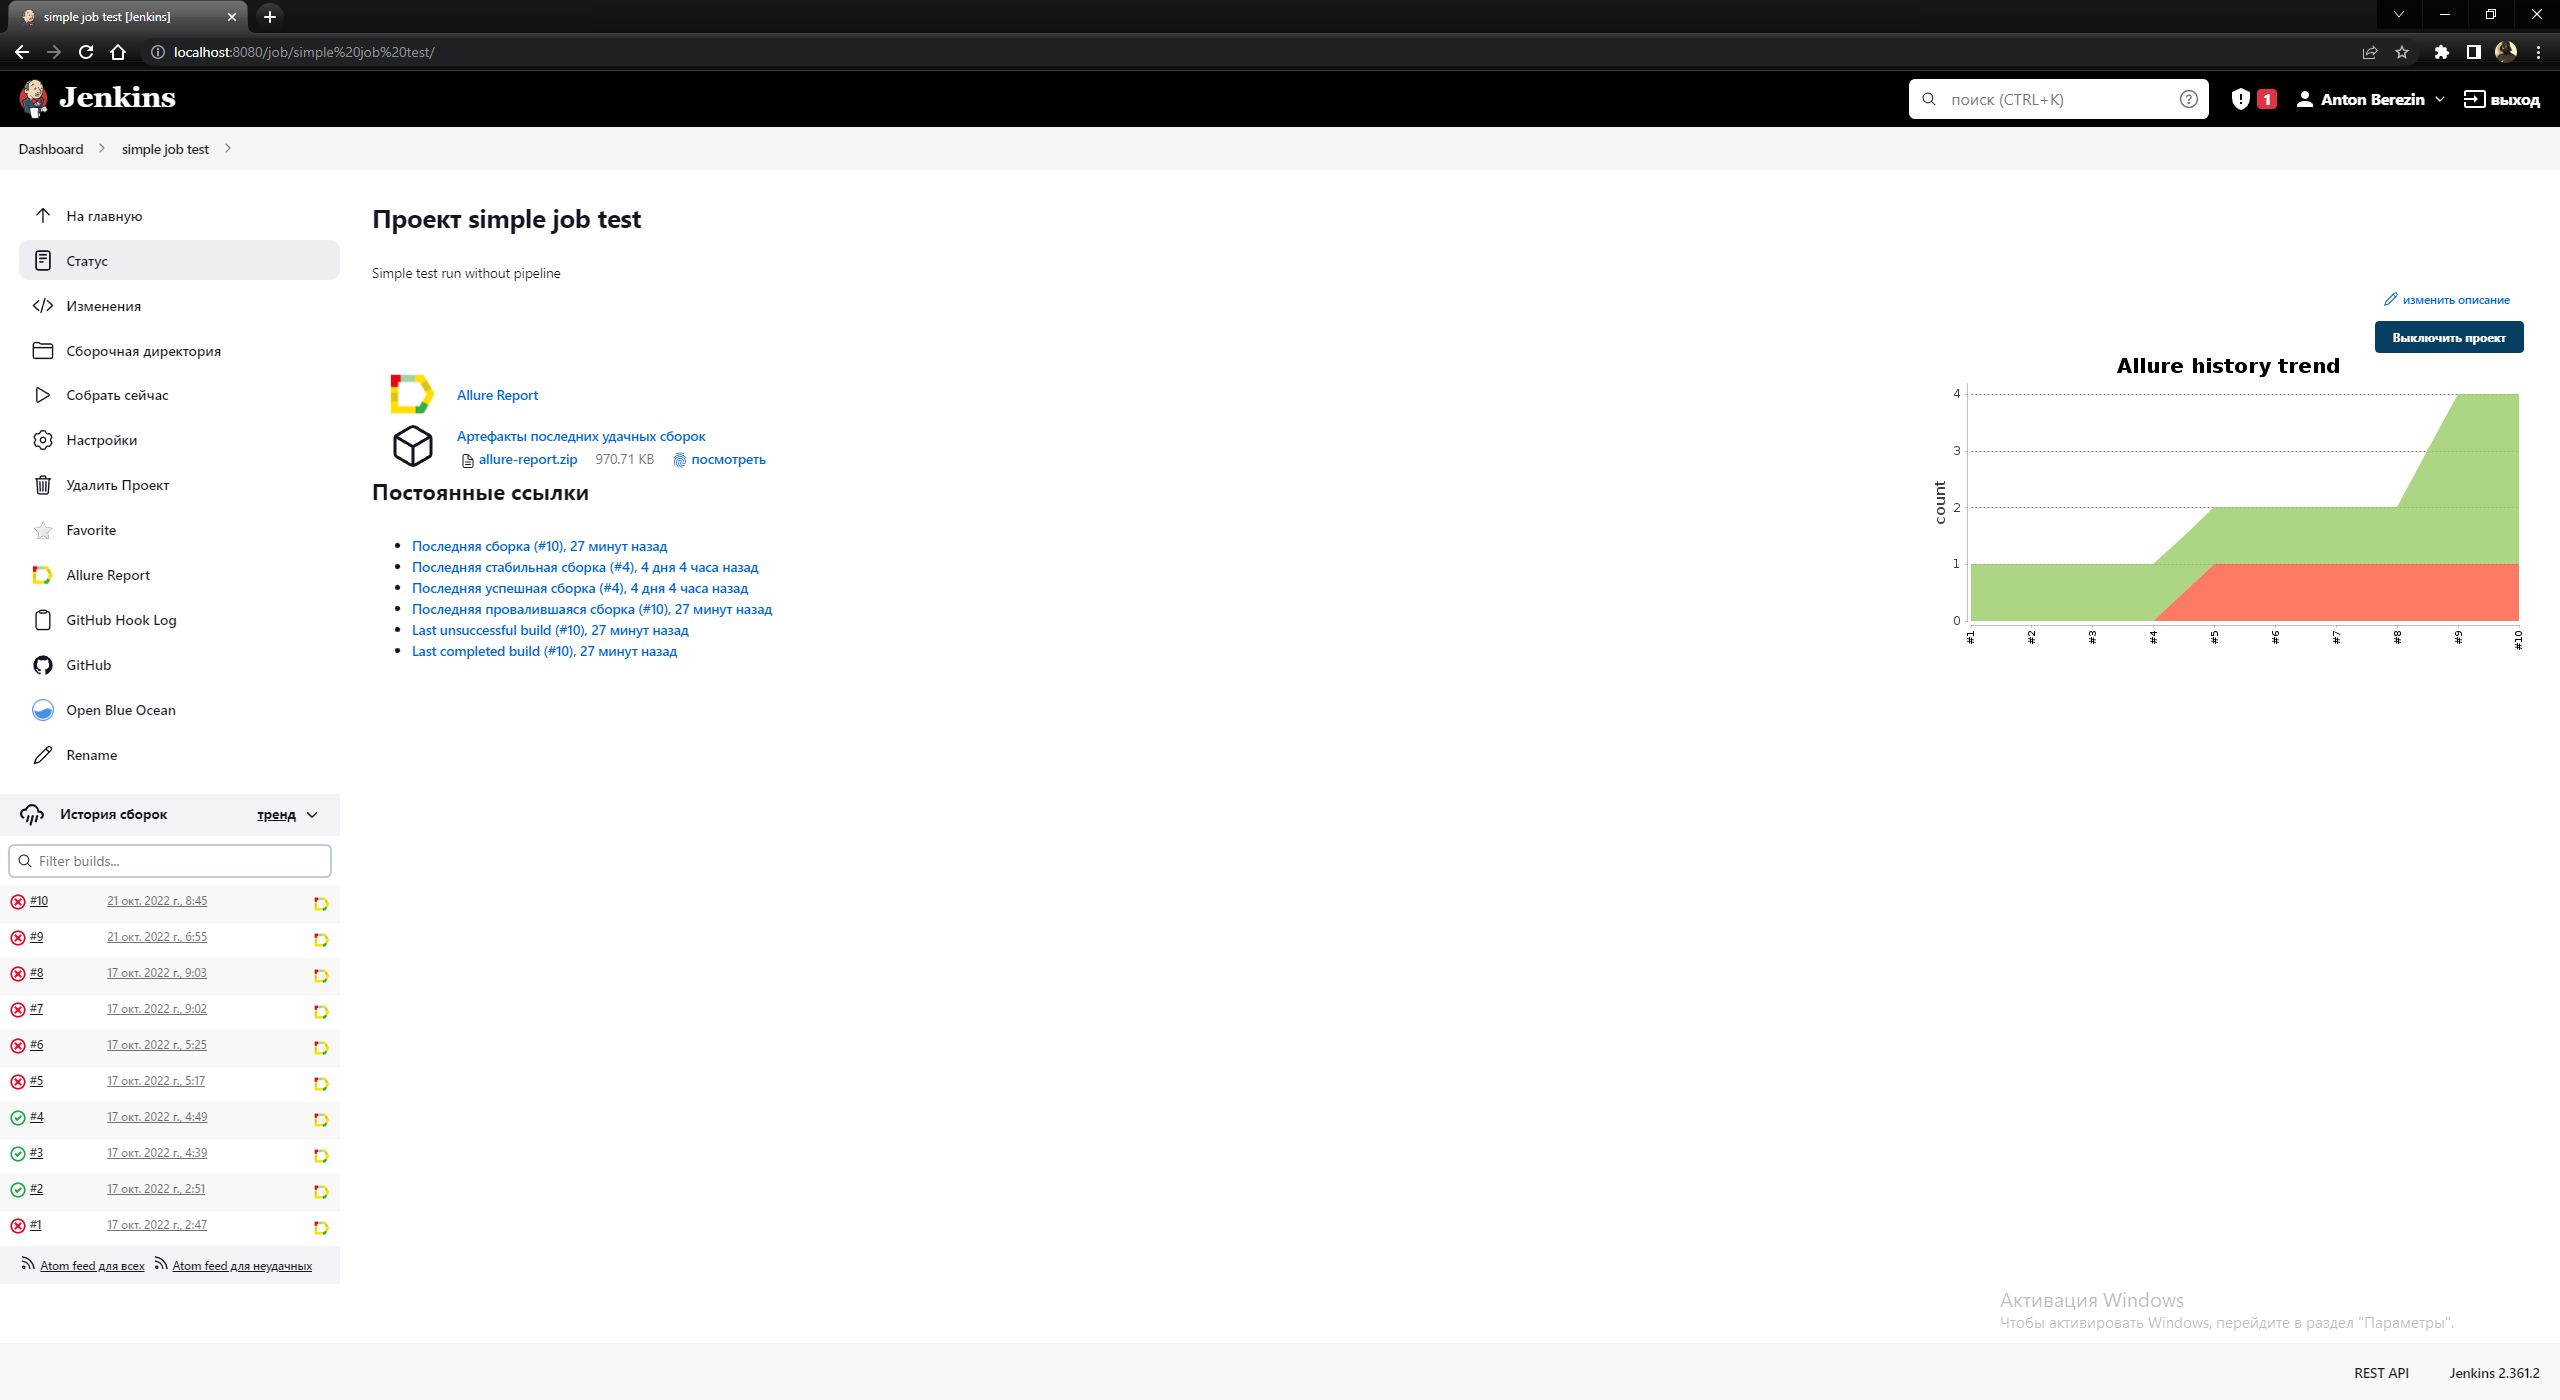 simple job test [Jenkins]
localhost:8080/job/simple%20job%20test/
Jenkins
поиск (CTRL+K)
1
Anton Berezin
выход
Dashboard
simple job test
На главную
Статус
Изменения
Сборочная директория
Собрать сейчас
Настройки
Удалить Проект
Favorite
Allure Report
GitHub Hook Log
GitHub
Open Blue Ocean
Rename
История сборок
тренд
Filter builds...
#10 21 окт. 2022 г., 8:45
#9 21 окт. 2022 г., 6:55
#8 17 окт. 2022 г., 9:03
#7 17 окт. 2022 г., 9:02
#6 17 окт. 2022 г., 5:25
#5 17 окт. 2022 г., 5:17
#4 17 окт. 2022 г., 4:49
#3 17 окт. 2022 г., 4:39
#2 17 окт. 2022 г., 2:51
#1 17 окт. 2022 г., 2:47
Atom feed для всех Atom feed для неудачных
Проект simple job test
Simple test run without pipeline
изменить описание
Выключить проект
Allure Report
Артефакты последних удачных сборок
allure-report.zip 970.71 KB посмотреть
Постоянные ссылки
Последняя сборка (#10), 27 минут назад
Последняя стабильная сборка (#4), 4 дня 4 часа назад
Последняя успешная сборка (#4), 4 дня 4 часа назад
Последняя провалившаяся сборка (#10), 27 минут назад
Last unsuccessful build (#10), 27 минут назад
Last completed build (#10), 27 минут назад
Allure history trend
count
4
3
2
1
0
#1 #2 #3 #4 #5 #6 #7 #8 #9 #10
Активация Windows
Чтобы активировать Windows, перейдите в раздел "Параметры".
REST API
Jenkins 2.361.2